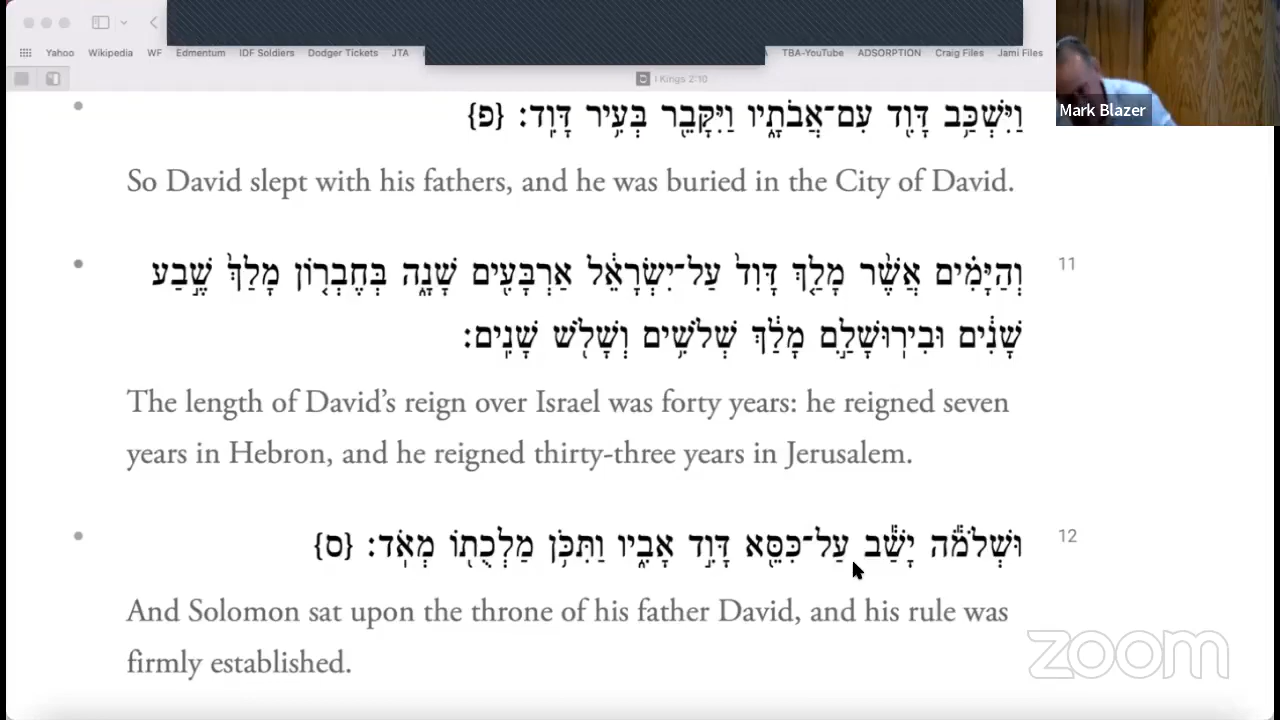 Yahoo Wikipedia WF Edmentum IDF Soldiers Dodger Tickets JTA TBA-YouTube ADSORPTION Craig Files Jami Files
I Kings 2:10
Mark Blazer
וַיִּשְׁכַּ֥ב דָּוִ֖ד עִם־אֲבֹתָ֑יו וַיִּקָּבֵ֖ר בְּעִ֥יר דָּוִֽד׃ {פ}
So David slept with his fathers, and he was buried in the City of David.
11
וְהַיָּמִ֗ים אֲשֶׁ֨ר מָלַ֤ךְ דָּוִד֙ עַל־יִשְׂרָאֵ֔ל אַרְבָּעִ֖ים שָׁנָ֑ה בְּחֶבְר֤וֹן מָלַךְ֙ שֶׁ֣בַע
שָׁנִ֔ים וּבִירֽוּשָׁלַ֣͏ִם מָלַ֔ךְ שְׁלֹשִׁ֥ים וְשָׁלֹ֖שׁ שָׁנִֽים׃
The length of David’s reign over Israel was forty years: he reigned seven
years in Hebron, and he reigned thirty-three years in Jerusalem.
12
וּשְׁלֹמֹ֕ה יָשַׁ֕ב עַל־כִּסֵּ֖א דָּוִ֣ד אָבִ֑יו וַתִּכֹּ֥ן מַלְכֻת֖וֹ מְאֹֽד׃ {ס}
And Solomon sat upon the throne of his father David, and his rule was
firmly established.
zoom